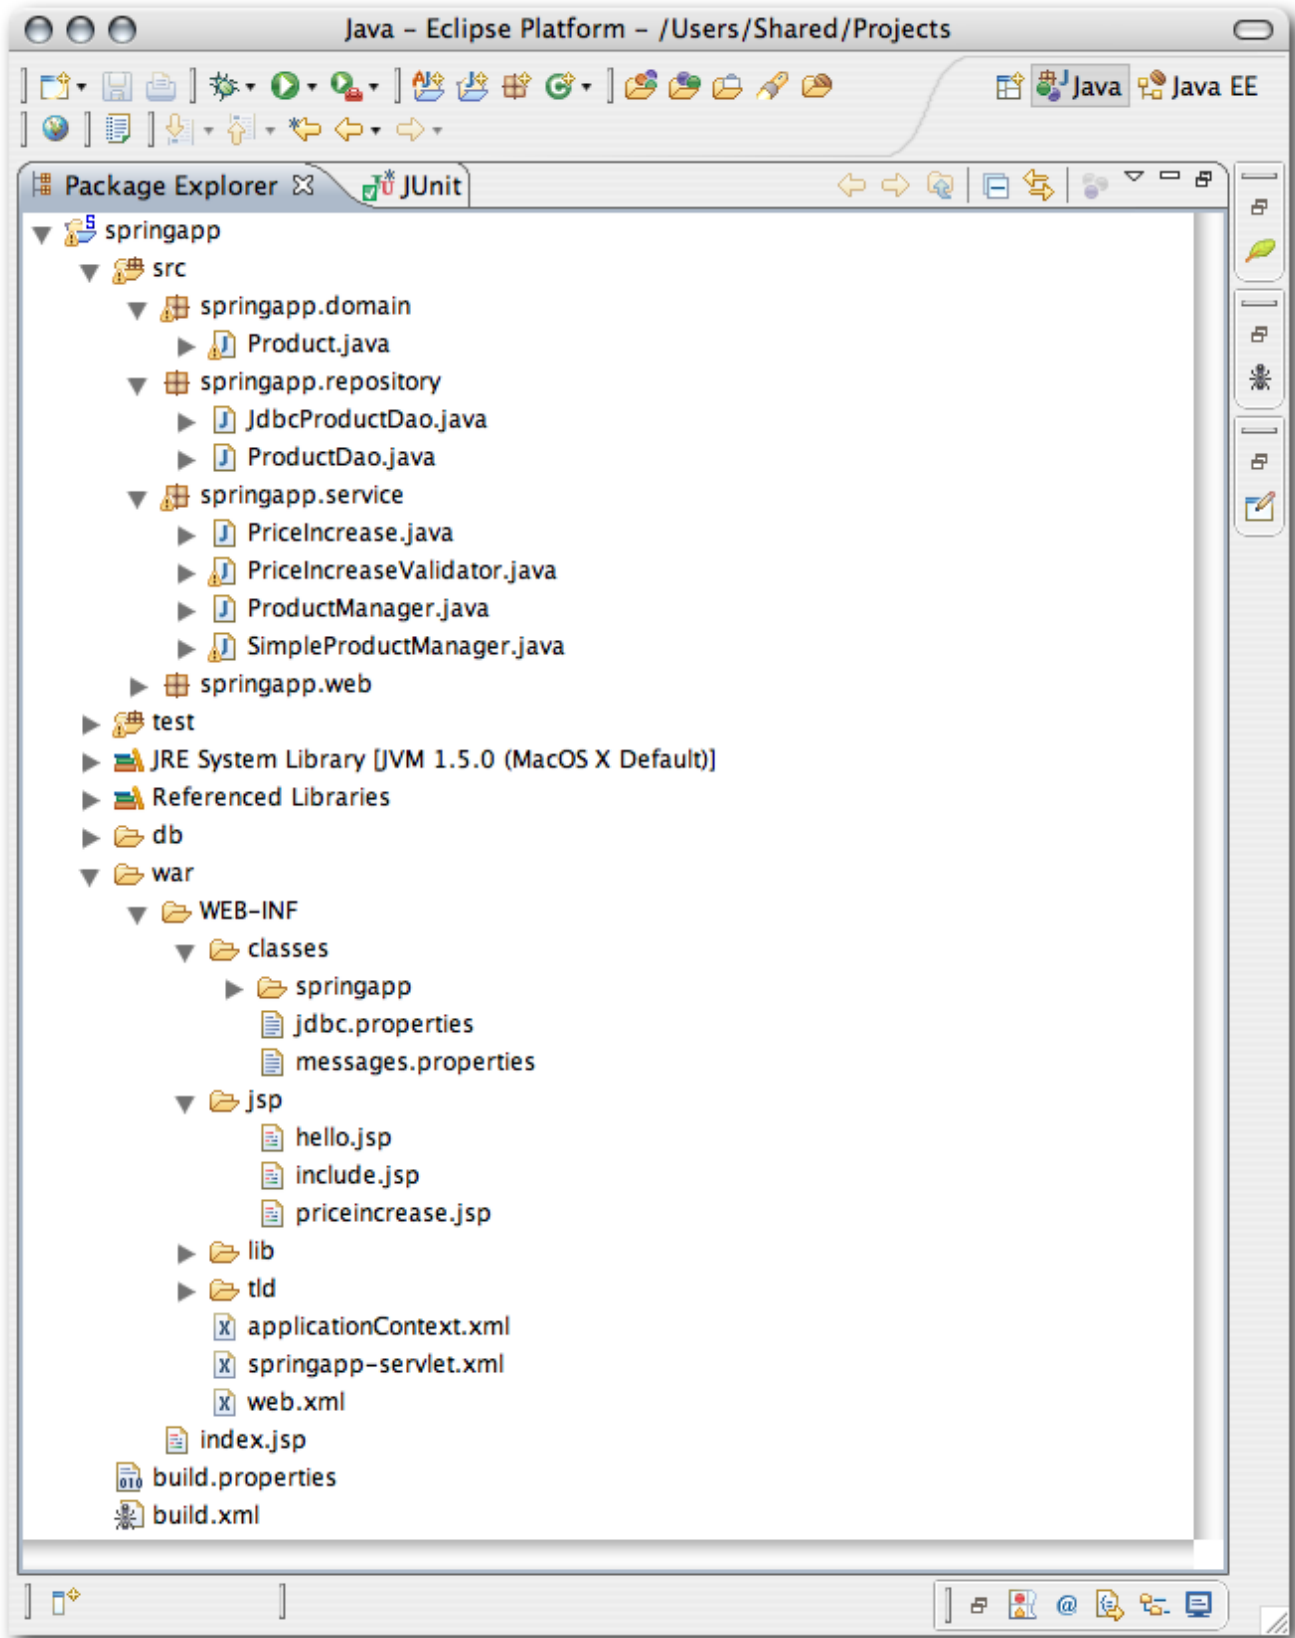 Java – Eclipse Platform – /Users/Shared/Projects
Java Java EE
Package Explorer JUnit
springapp
src
springapp.domain
Product.java
springapp.repository
JdbcProductDao.java
ProductDao.java
springapp.service
PriceIncrease.java
PriceIncreaseValidator.java
ProductManager.java
SimpleProductManager.java
springapp.web
test
JRE System Library [JVM 1.5.0 (MacOS X Default)]
Referenced Libraries
db
war
WEB-INF
classes
springapp
jdbc.properties
messages.properties
jsp
hello.jsp
include.jsp
priceincrease.jsp
lib
tld
applicationContext.xml
springapp-servlet.xml
web.xml
index.jsp
build.properties
build.xml